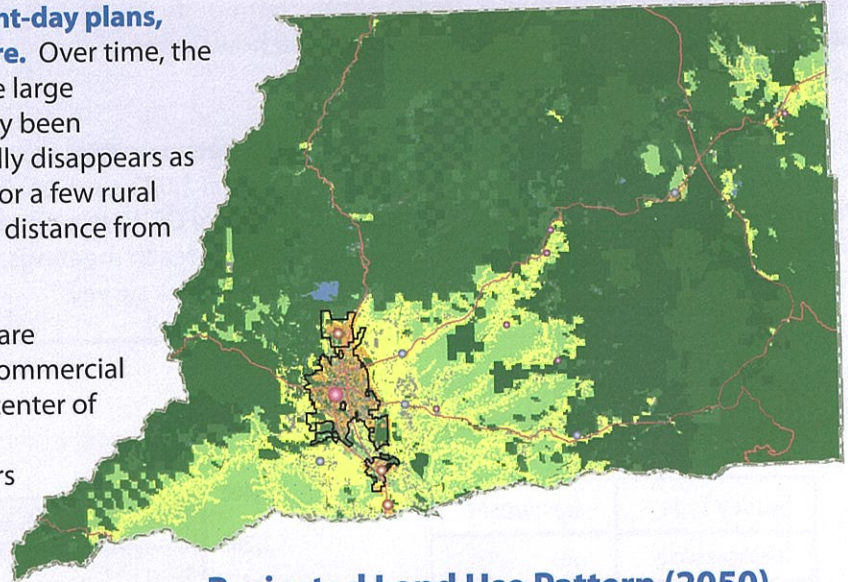 nt-day plans,
re. Over time, the
e large
y been
lly disappears as
or a few rural
distance from
are
ommercial
enter of
rs
Projected Land Use Pattern (2050)